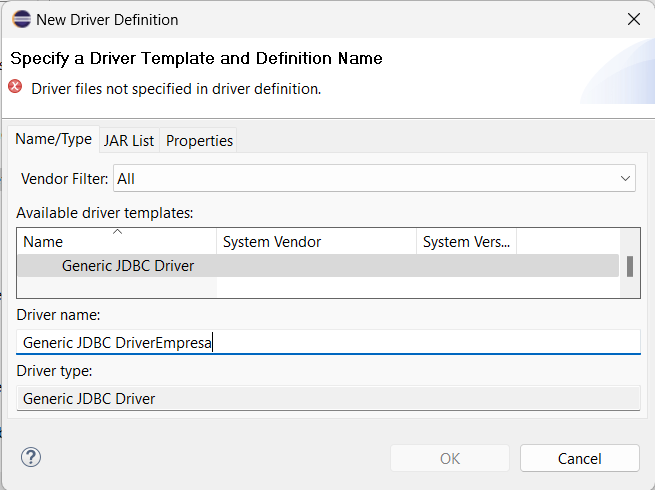 New Driver Definition
Specify a Driver Template and Definition Name
Driver files not specified in driver definition.
Name/Type JAR List Properties
Vendor Filter: All
Available driver templates:
Name System Vendor System Vers...
Generic JDBC Driver
Driver name:
Generic JDBC DriverEmpresa
Driver type:
Generic JDBC Driver
? OK Cancel